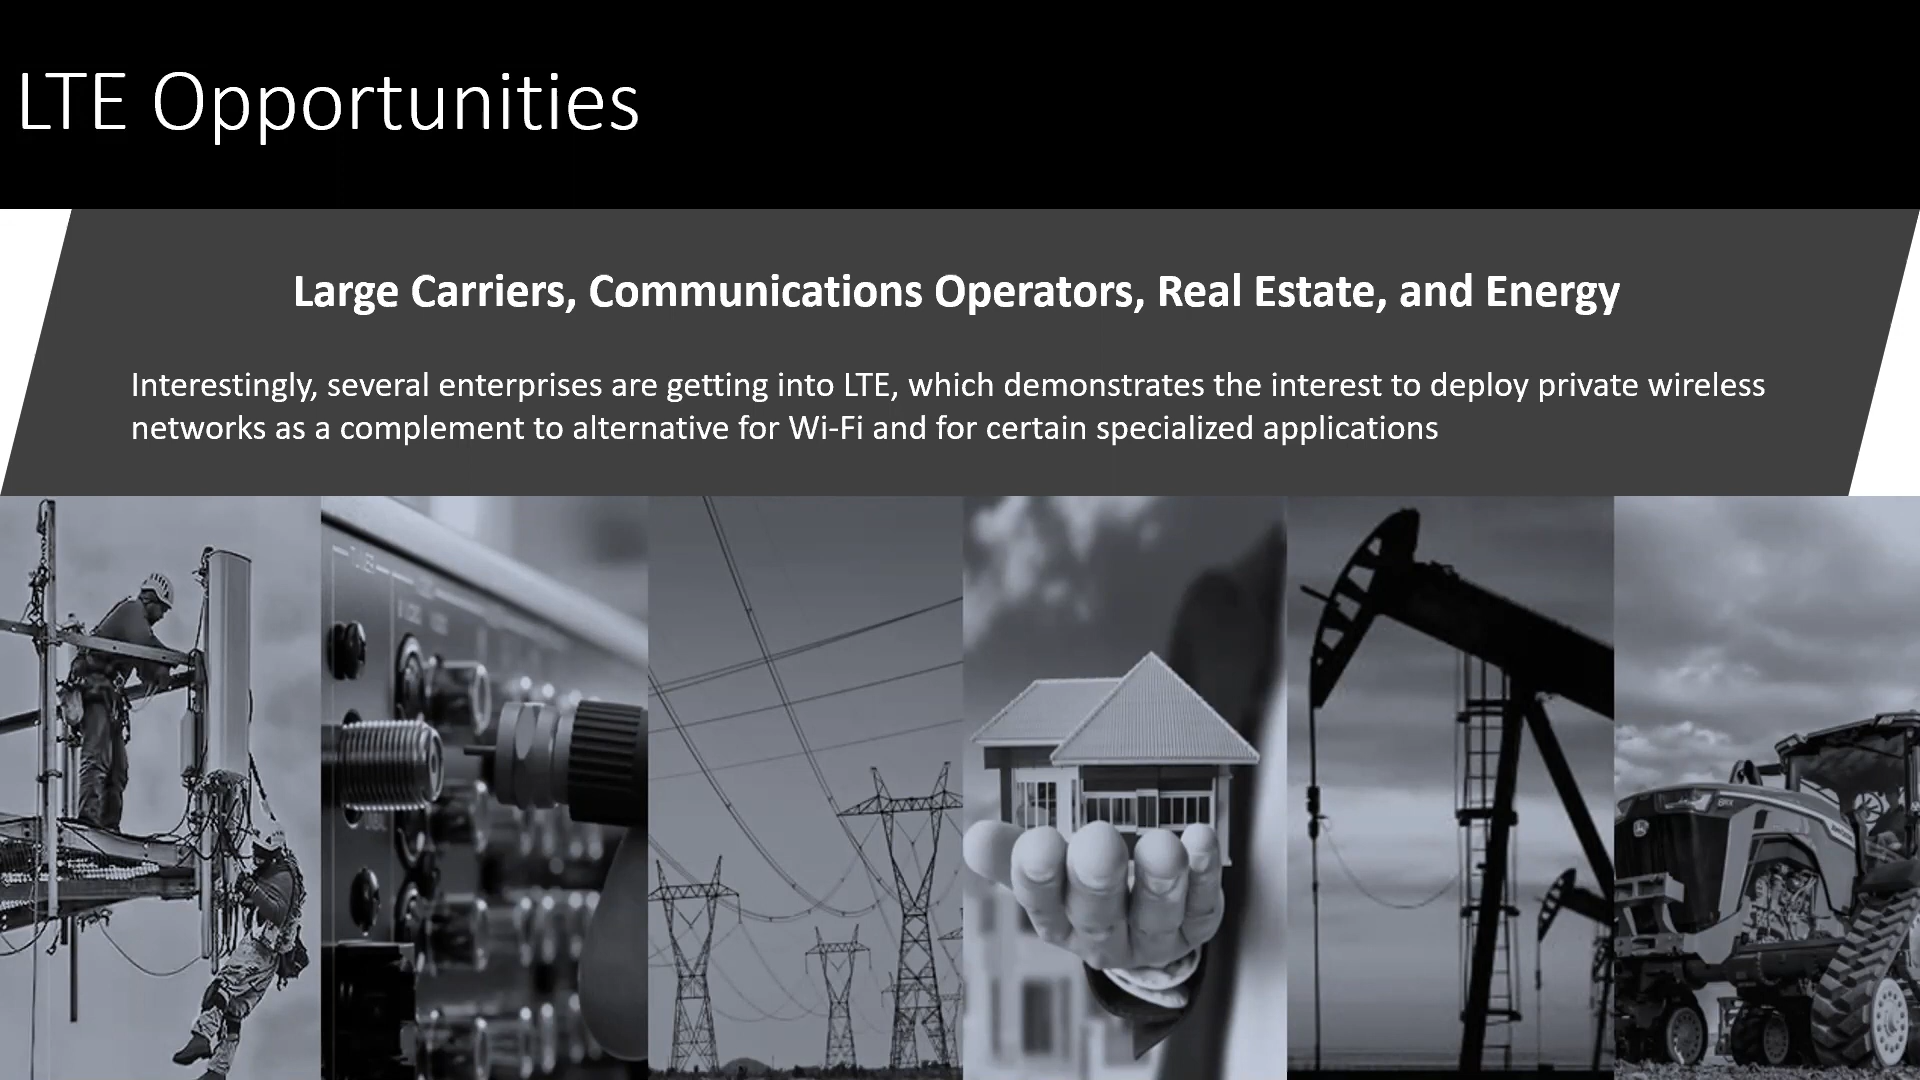 LTE Opportunities
Large Carriers, Communications Operators, Real Estate, and Energy
Interestingly, several enterprises are getting into LTE, which demonstrates the interest to deploy private wireless
networks as a complement to alternative for Wi-Fi and for certain specialized applications